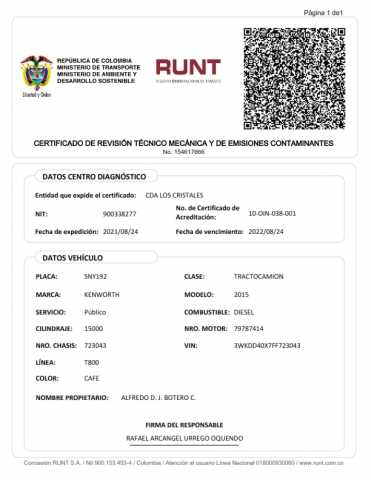 Página 1 de1
REPÚBLICA DE COLOMBIA
MINISTERIO DE TRANSPORTE
MINISTERIO DE AMBIENTE Y
DESARROLLO SOSTENIBLE
Libertad y Orden
RUNT
CERTIFICADO DE REVISIÓN TÉCNICO MECÁNICA Y DE EMISIONES CONTAMINANTES
No. 154617866
DATOS CENTRO DIAGNÓSTICO
Entidad que expide el certificado: CDA LOS CRISTALES
NIT: 900338277 No. de Certificado de Acreditación: 10-OIN-038-001
Fecha de expedición: 2021/08/24 Fecha de vencimiento: 2022/08/24
DATOS VEHÍCULO
PLACA: SNY192 CLASE: TRACTOCAMION
MARCA: KENWORTH MODELO: 2015
SERVICIO: Público COMBUSTIBLE: DIESEL
CILINDRAJE: 15000 NRO. MOTOR: 79787414
NRO. CHASIS: 723043 VIN: 3WKDD40X7FF723043
LÍNEA: T800
COLOR: CAFE
NOMBRE PROPIETARIO: ALFREDO D. J. BOTERO C.
FIRMA DEL RESPONSABLE
RAFAEL ARCANGEL URREGO OQUENDO
Concesión RUNT S.A. / Nit 900.153.453-4 / Colombia / Atención al usuario Línea Nacional 018000930060 / www.runt.com.co